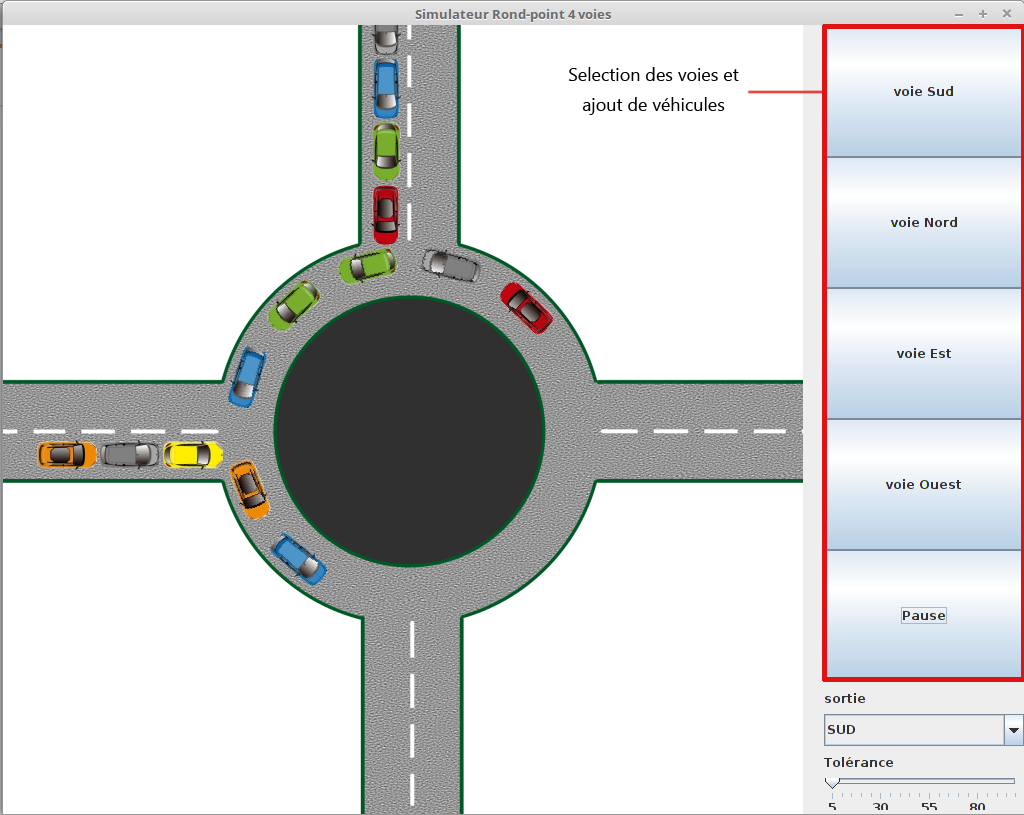 Simulateur Rond-point 4 voies
Selection des voies et
ajout de véhicules
voie Sud
voie Nord
voie Est
voie Ouest
Pause
sortie
SUD
Tolérance
5 30 55 80